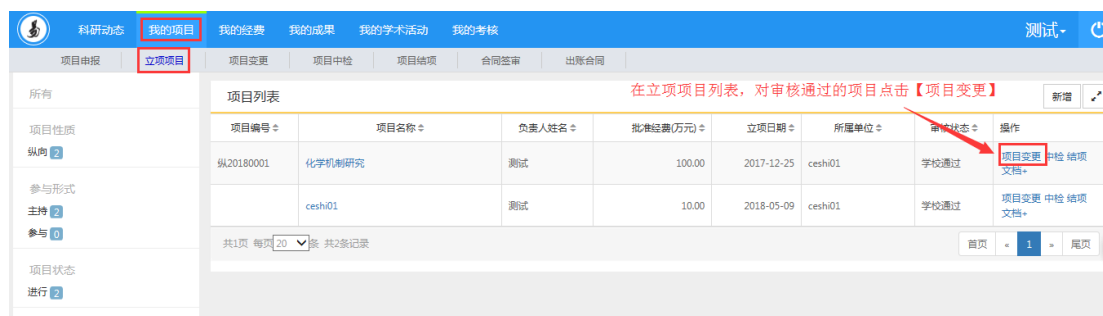 科研动态 我的项目 我的经费 我的成果 我的学术活动 我的考核 测试
项目申报 立项项目 项目变更 项目中检 项目结项 合同签审 出账合同
所有
项目性质
纵向 2
参与形式
主持 2
参与 0
项目状态
进行 2
项目列表
在立项项目列表，对审核通过的项目点击【项目变更】
新增
项目编号 项目名称 负责人姓名 批准经费(万元) 立项日期 所属单位 审核状态 操作
纵20180001 化学机制研究 测试 100.00 2017-12-25 ceshi01 学校通过 项目变更 中检 结项
文档+
ceshi01 测试 10.00 2018-05-09 ceshi01 学校通过 项目变更 中检 结项
文档+
共1页 每页 20 条 共2条记录 首页 « 1 » 尾页